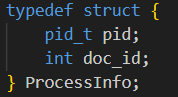 typedef struct {
    pid_t pid;
    int doc_id;
} ProcessInfo;